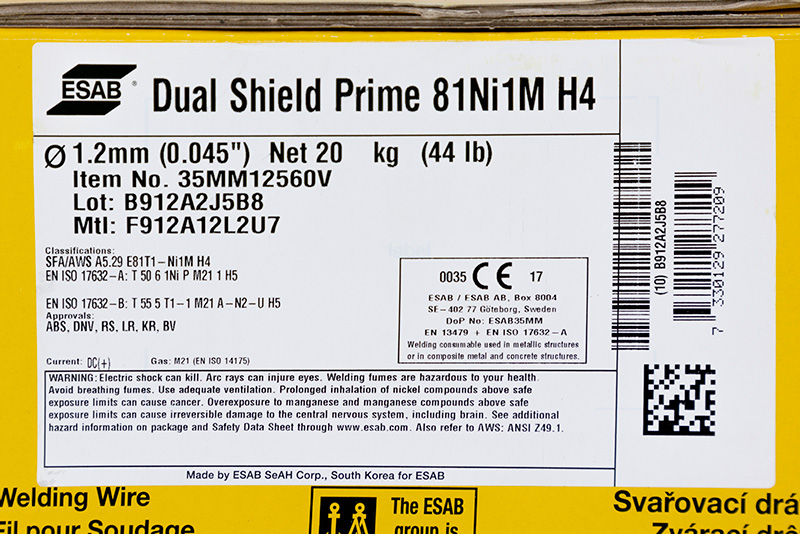 ESAB®
Dual Shield Prime 81Ni1M H4
Ø 1.2mm (0.045") Net 20 kg (44 lb)
Item No. 35MM12560V
Lot: B912A2J5B8
Mtl: F912A12L2U7
Classifications:
SFA/AWS A5.29 E81T1-Ni1M H4
EN ISO 17632-A: T 50 6 1Ni P M21 1 H5
EN ISO 17632-B: T 55 5 T1-1 M21 A-N2-U H5
Approvals:
ABS, DNV, RS, LR, KR, BV
Current: DC(+) Gas: M21 (EN ISO 14175)
0035 CE 17
ESAB / ESAB AB, Box 8004
SE-402 77 Göteborg, Sweden
DoP No: ESAB35MM
EN 13479 + EN ISO 17632-A
Welding consumable used in metallic structures
or in composite metal and concrete structures.
(10) B912A2J5B8
7 330129 277209
WARNING: Electric shock can kill. Arc rays can injure eyes. Welding fumes are hazardous to your health.
Avoid breathing fumes. Use adequate ventilation. Prolonged inhalation of nickel compounds above safe
exposure limits can cause cancer. Overexposure to manganese and manganese compounds above safe
exposure limits can cause irreversible damage to the central nervous system, including brain. See additional
hazard information on package and Safety Data Sheet through www.esab.com. Also refer to AWS: ANSI Z49.1.
Made by ESAB SeAH Corp., South Korea for ESAB
Welding Wire
Fil pour Soudage
The ESAB
group is
Svařovací drá
Zvárací drô